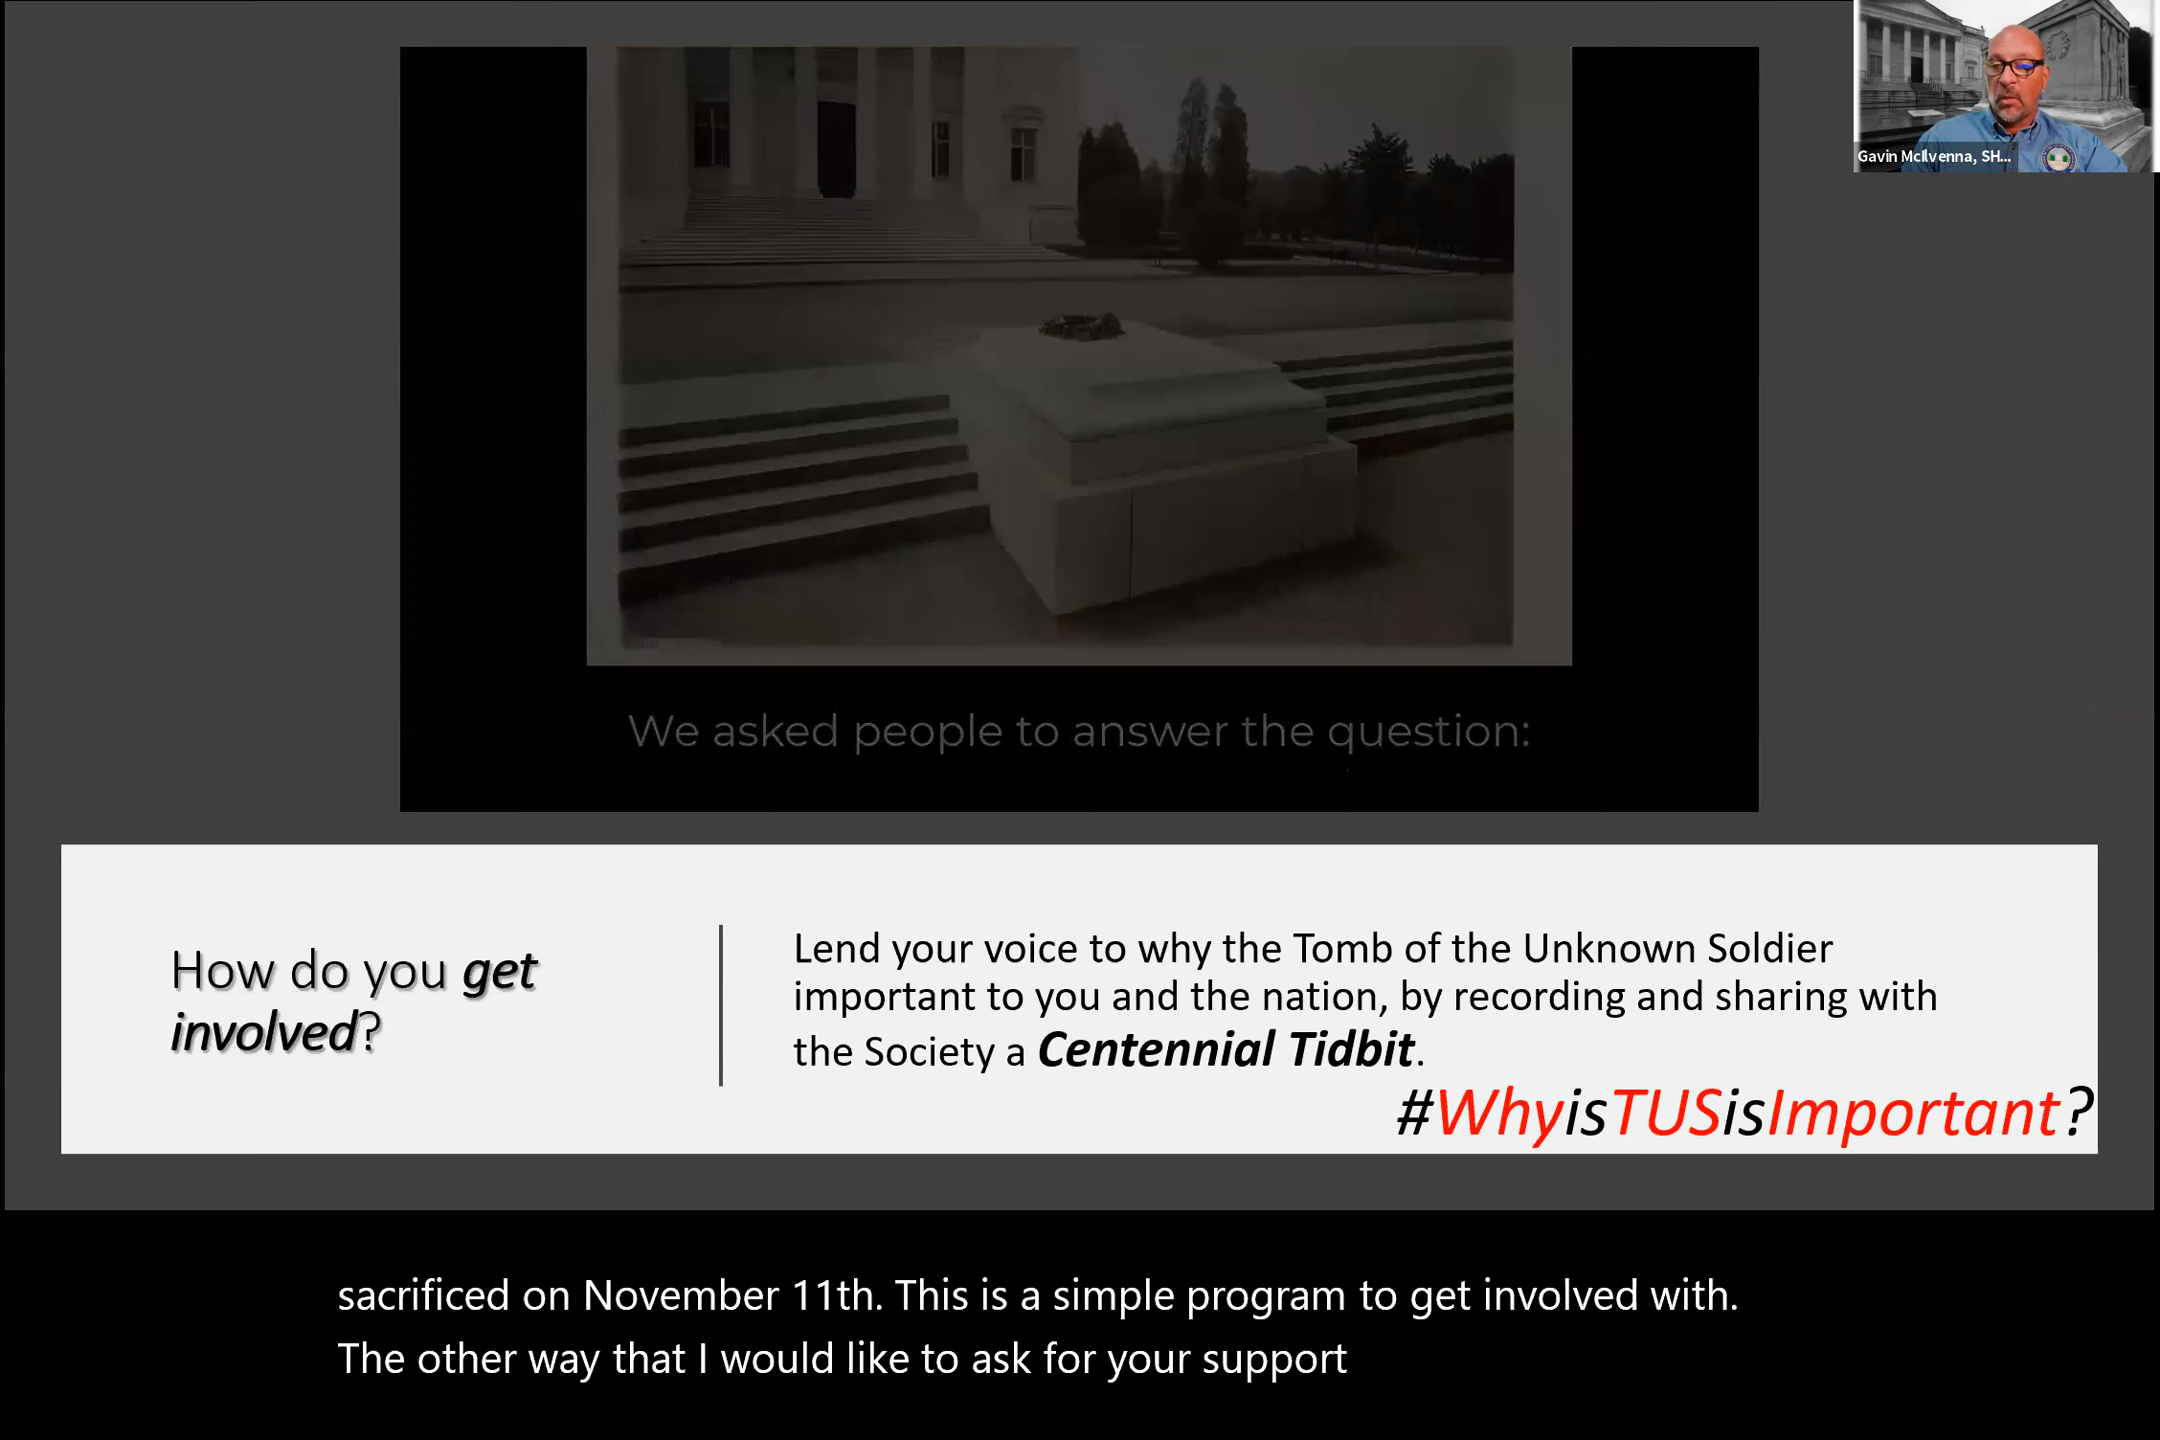 Gavin McIlvenna, SH...
We asked people to answer the question:
How do you get
involved?
Lend your voice to why the Tomb of the Unknown Soldier
important to you and the nation, by recording and sharing with
the Society a Centennial Tidbit.
#WhyisTUSisImportant?
sacrificed on November 11th. This is a simple program to get involved with.
The other way that I would like to ask for your support